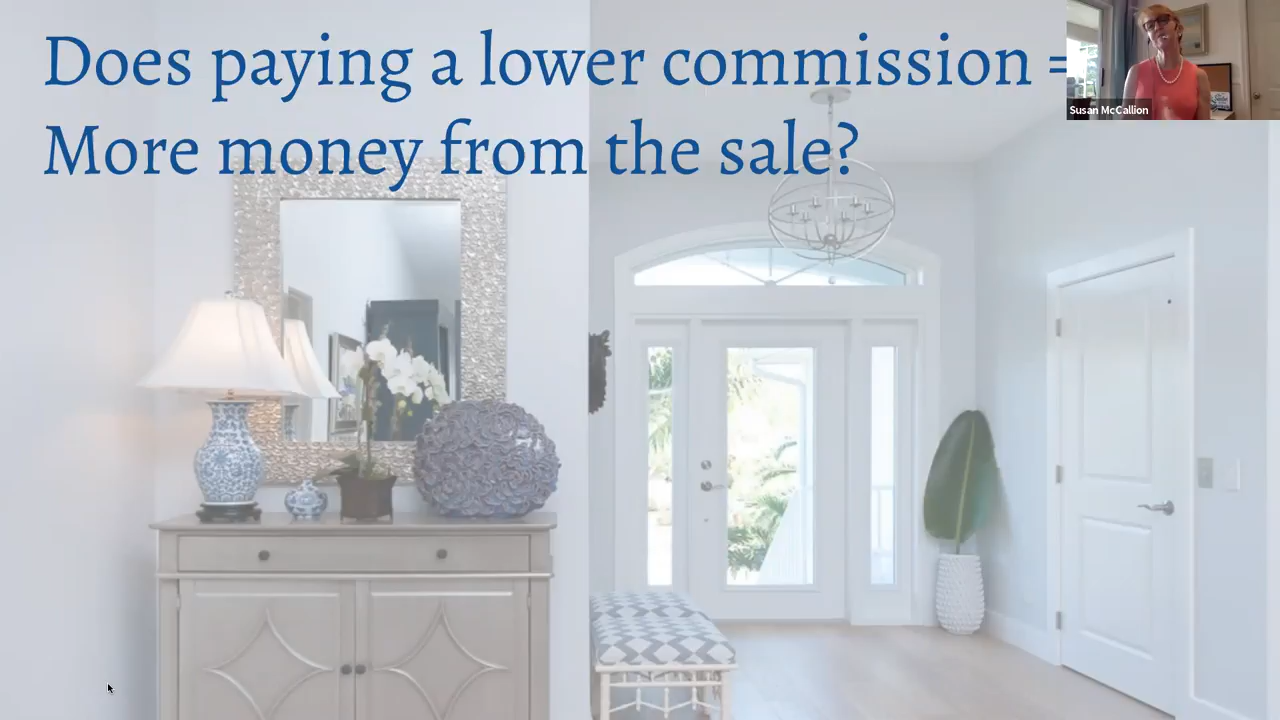 Does paying a lower commission =
More money from the sale?
Susan McCallion